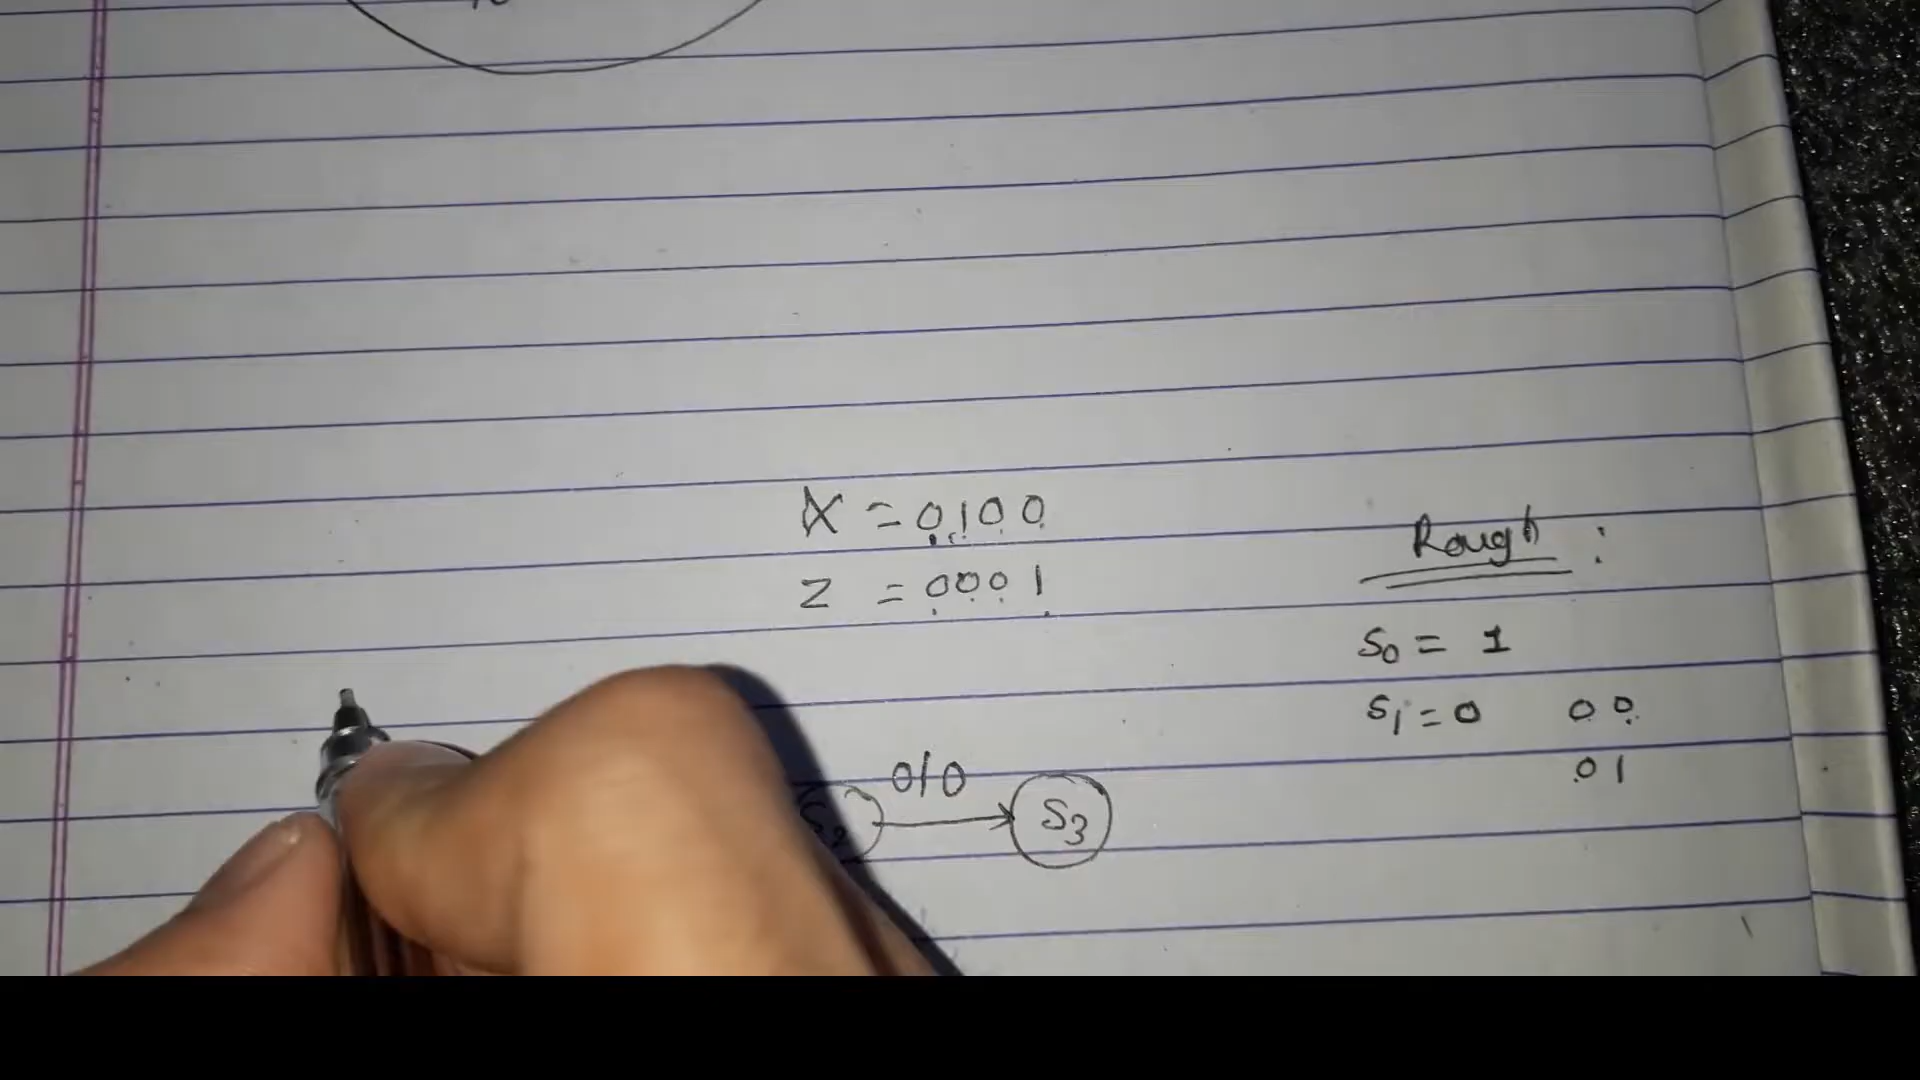 X = 0100
Z = 0001
Rough :
S0 = 1
S1 = 0 00
01
0/0
S3